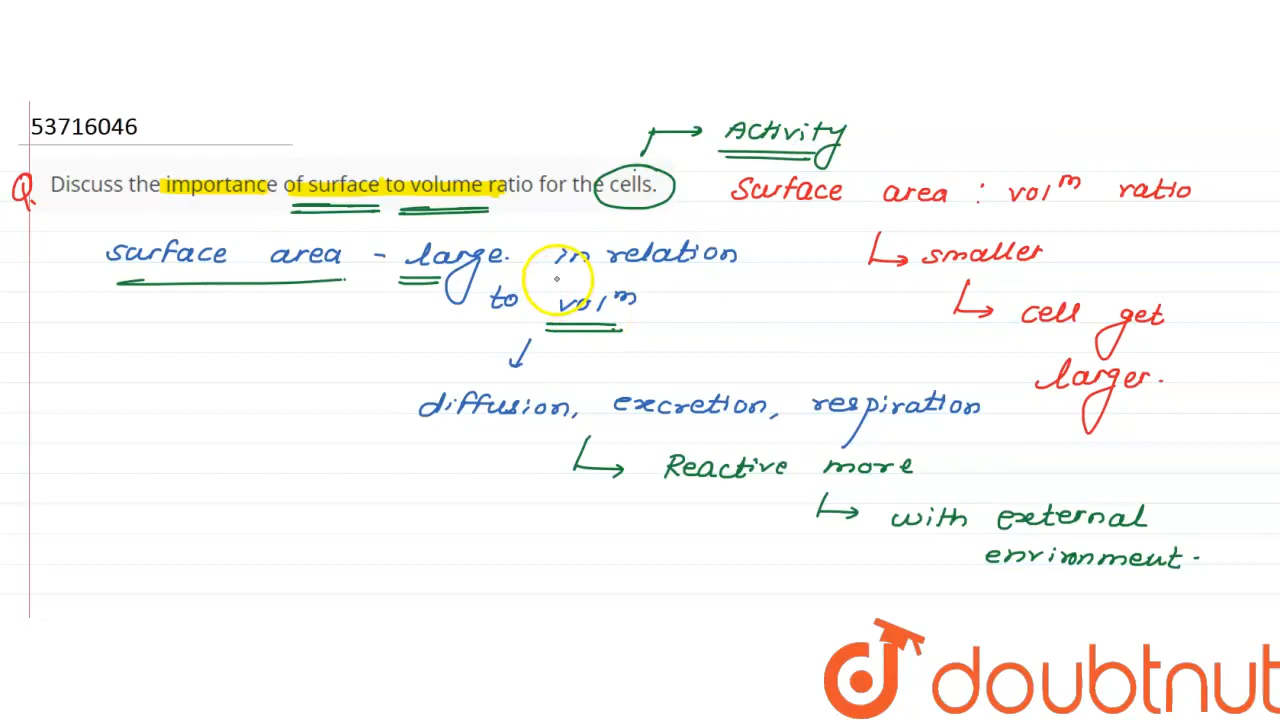 53716046
Activity
Q. Discuss the importance of surface to volume ratio for the cells.
surface area : volᵐ ratio
surface area - large. in relation
to volᵐ
smaller
cell get
larger.
diffusion, excretion, respiration
Reactive more
with external
environment.
doubtnut